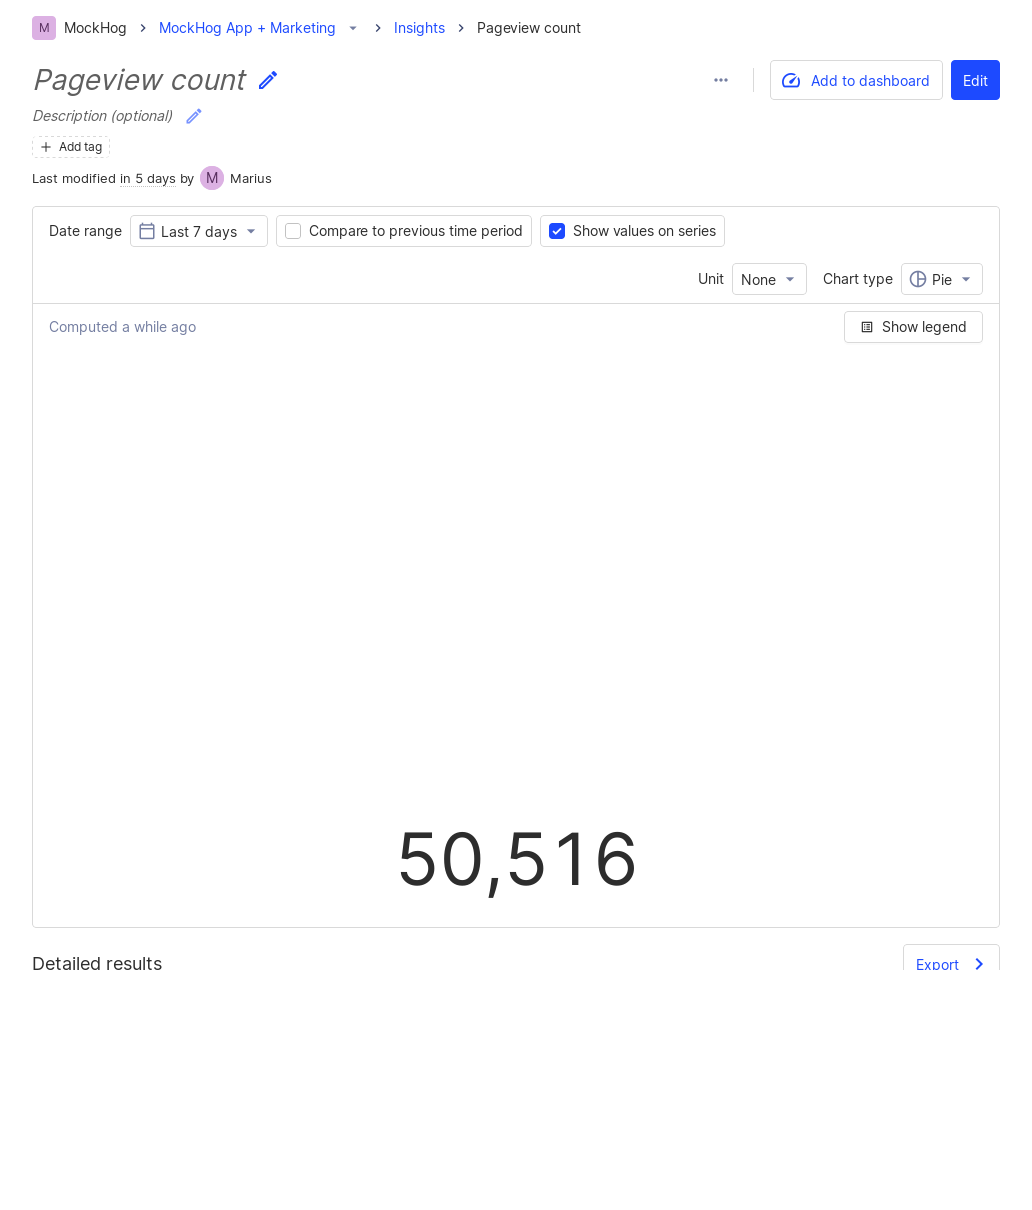 M MockHog MockHog App + Marketing Insights Pageview count
Pageview count
Add to dashboard Edit
Description (optional)
Add tag
Last modified in 5 days by M Marius
Date range Last 7 days Compare to previous time period Show values on series
Unit None Chart type Pie
Computed a while ago Show legend
50,516
Detailed results Export